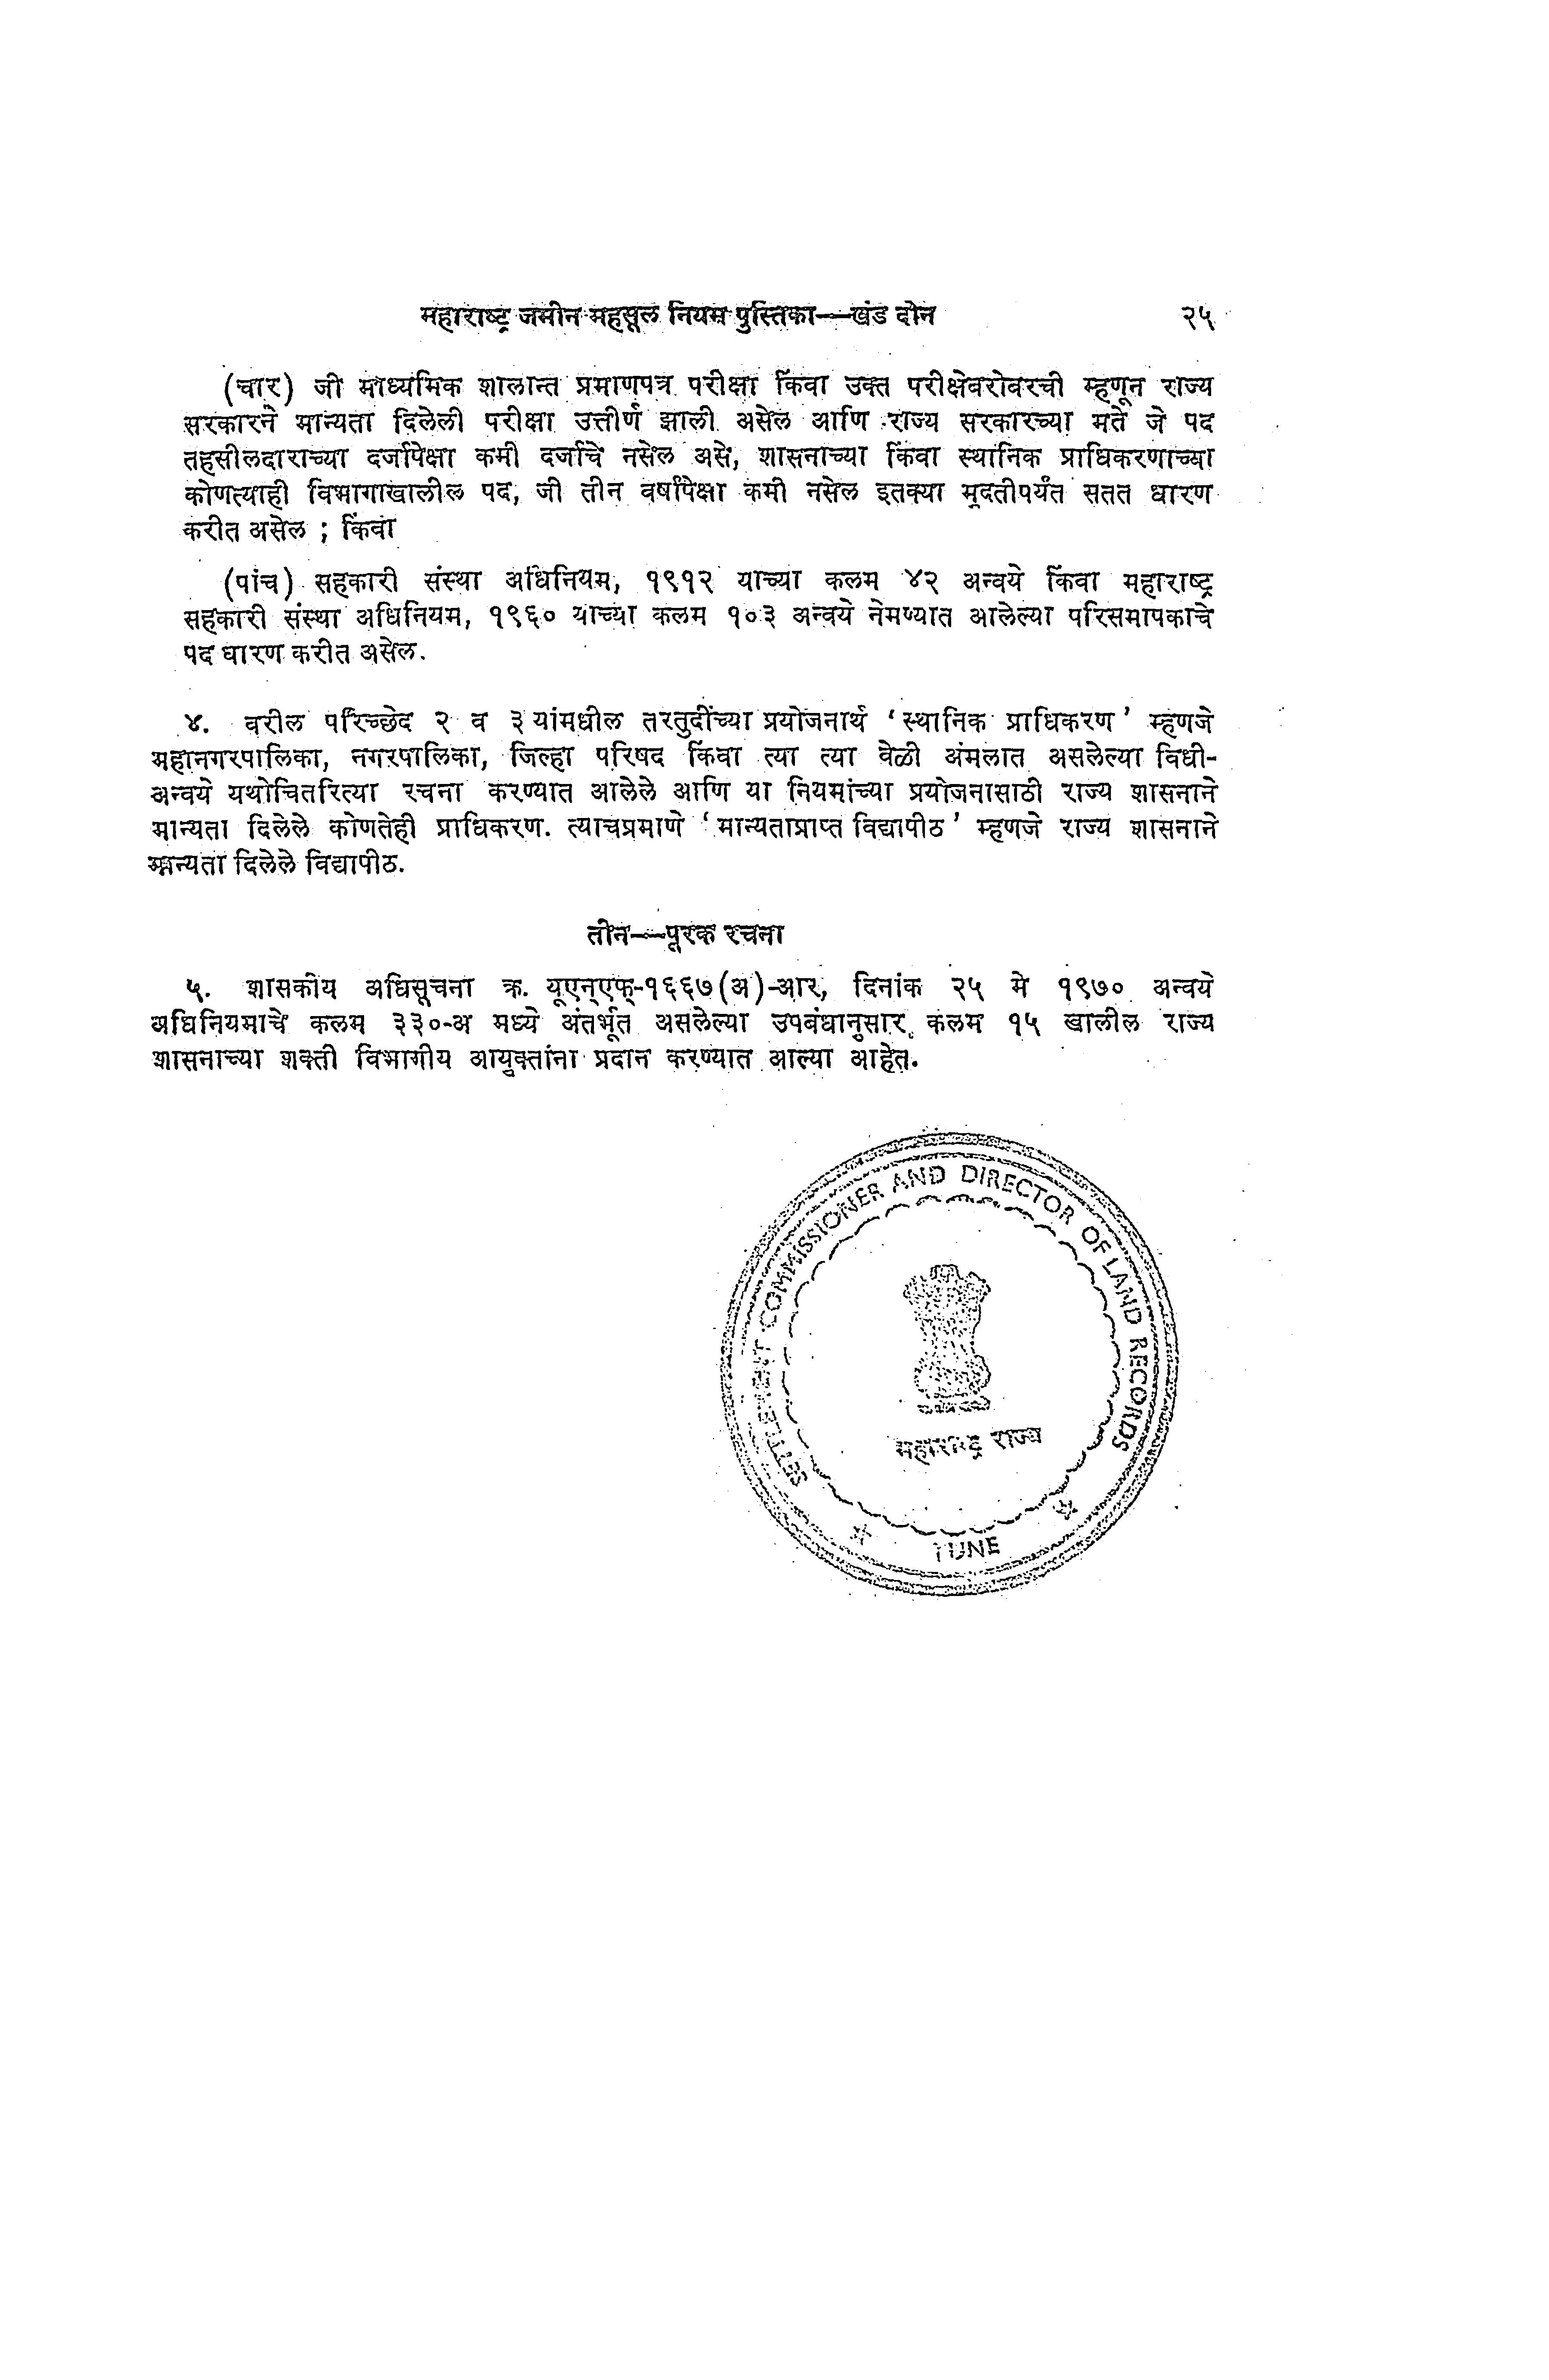 महाराष्ट्र जमीन महसूल नियम पुस्तिका—खंड दोन २५
(चार) जी माध्यमिक शालान्त प्रमाणपत्र परीक्षा किंवा उक्त परीक्षेबरोबरची म्हणून राज्य
सरकारने मान्यता दिलेली परीक्षा उत्तीर्ण झाली असेल आणि राज्य सरकारच्या मते जे पद
तहसीलदाराच्या दर्जापेक्षा कमी दर्जाचे नसेल असे, शासनाच्या किंवा स्थानिक प्राधिकरणाच्या
कोणत्याही विभागाखालील पद, जी तीन वर्षांपेक्षा कमी नसेल इतक्या मुदतीपर्यंत सतत धारण
करीत असेल ; किंवा
(पांच) सहकारी संस्था अधिनियम, १९१२ याच्या कलम ४२ अन्वये किंवा महाराष्ट्र
सहकारी संस्था अधिनियम, १९६० याच्या कलम १०३ अन्वये नेमण्यात आलेल्या परिसमापकाचे
पद धारण करीत असेल.
४. वरील परिच्छेद २ व ३ यांमधील तरतुदींच्या प्रयोजनार्थ ‘स्थानिक प्राधिकरण’ म्हणजे
महानगरपालिका, नगरपालिका, जिल्हा परिषद किंवा त्या त्या वेळी अंमलात असलेल्या विधी-
अन्वये यथोचितरित्या रचना करण्यात आलेले आणि या नियमांच्या प्रयोजनासाठी राज्य शासनाने
मान्यता दिलेले कोणतेही प्राधिकरण. त्याचप्रमाणे ‘मान्यताप्राप्त विद्यापीठ’ म्हणजे राज्य शासनाने
मान्यता दिलेले विद्यापीठ.
तीन—पूरक रचना
५. शासकीय अधिसूचना क्र. यूएन्एफ्-१६६७(अ)-आर, दिनांक २५ मे १९७० अन्वये
अधिनियमाचे कलम ३३०-अ मध्ये अंतर्भूत असलेल्या उपबंधानुसार कलम १५ खालील राज्य
शासनाच्या शक्ती विभागीय आयुक्तांना प्रदान करण्यात आल्या आहेत.
SETTLEMENT COMMISSIONER AND DIRECTOR OF LAND RECORDS
महाराष्ट्र राज्य
PUNE